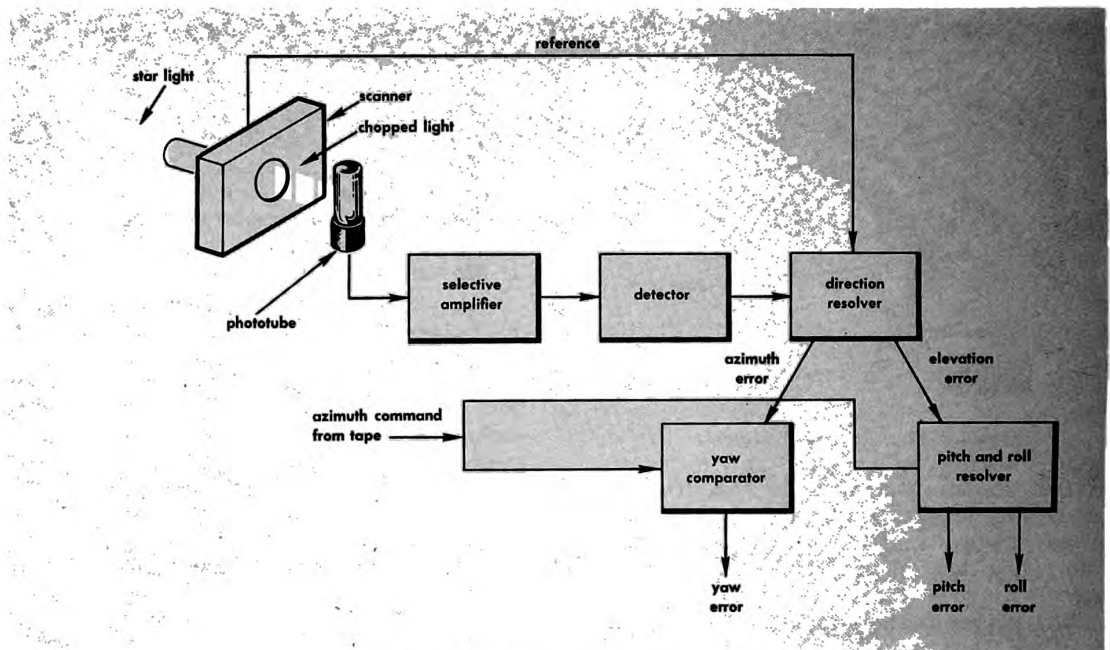 reference
star light
scanner
chopped light
phototube
selective
amplifier
detector
direction
resolver
azimuth
error
elevation
error
azimuth command
from tape
yaw
comparator
pitch and roll
resolver
yaw
error
pitch
error
roll
error